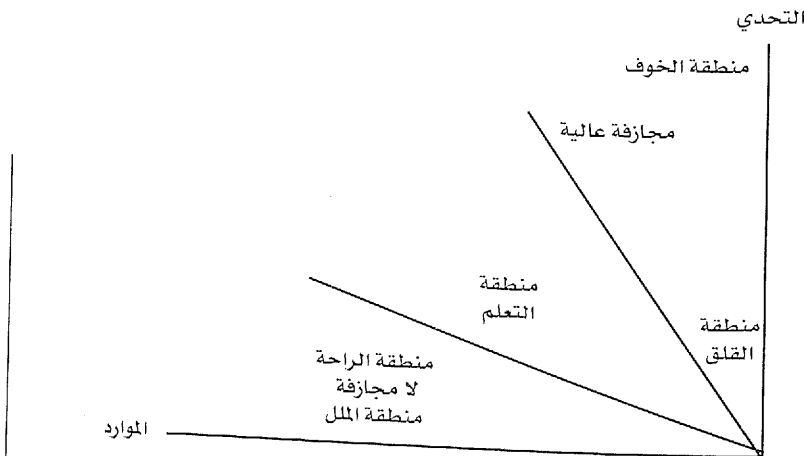 التحدي
منطقة الخوف
مجازفة عالية
منطقة
التعلم
منطقة
القلق
منطقة الراحة
لا مجازفة
منطقة الملل
الموارد